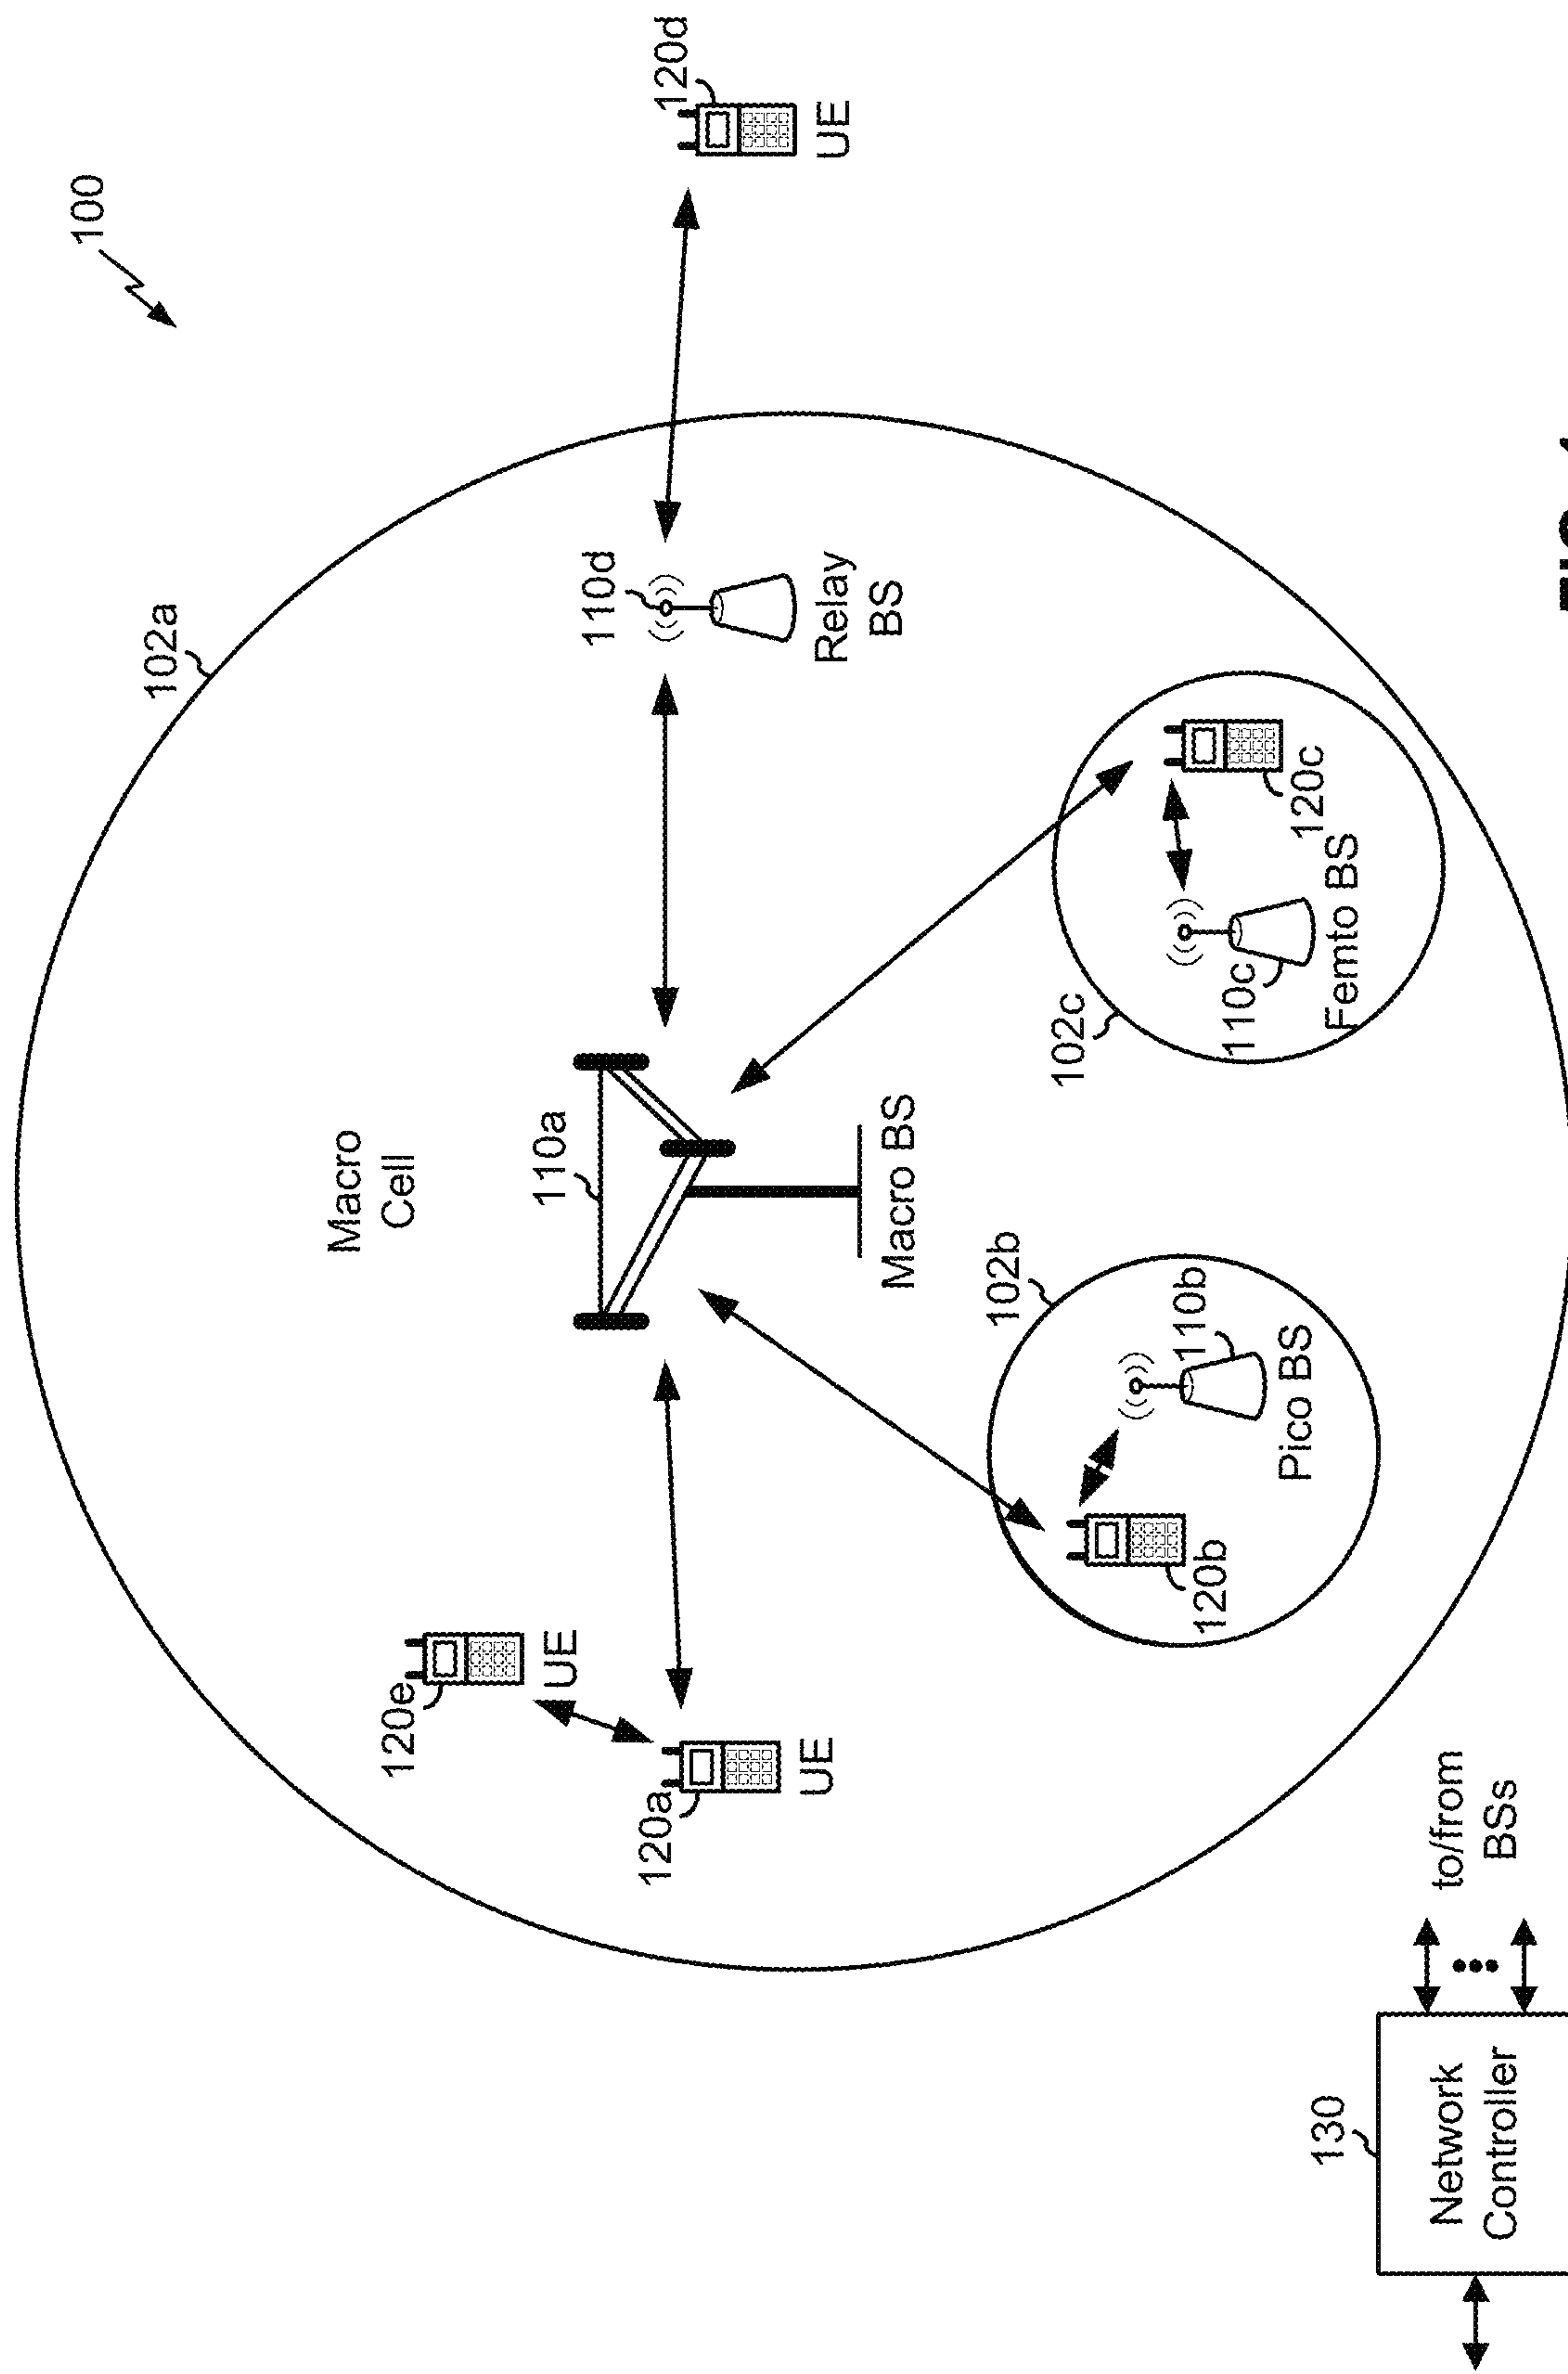 100
102a
Macro
Cell
120e
UE
110a
110d
120d
UE
120a
UE
Relay
BS
Macro BS
102b
102c
110b
120b
Pico BS
110c
120c
Femto BS
130
Network
Controller
to/from
BSs